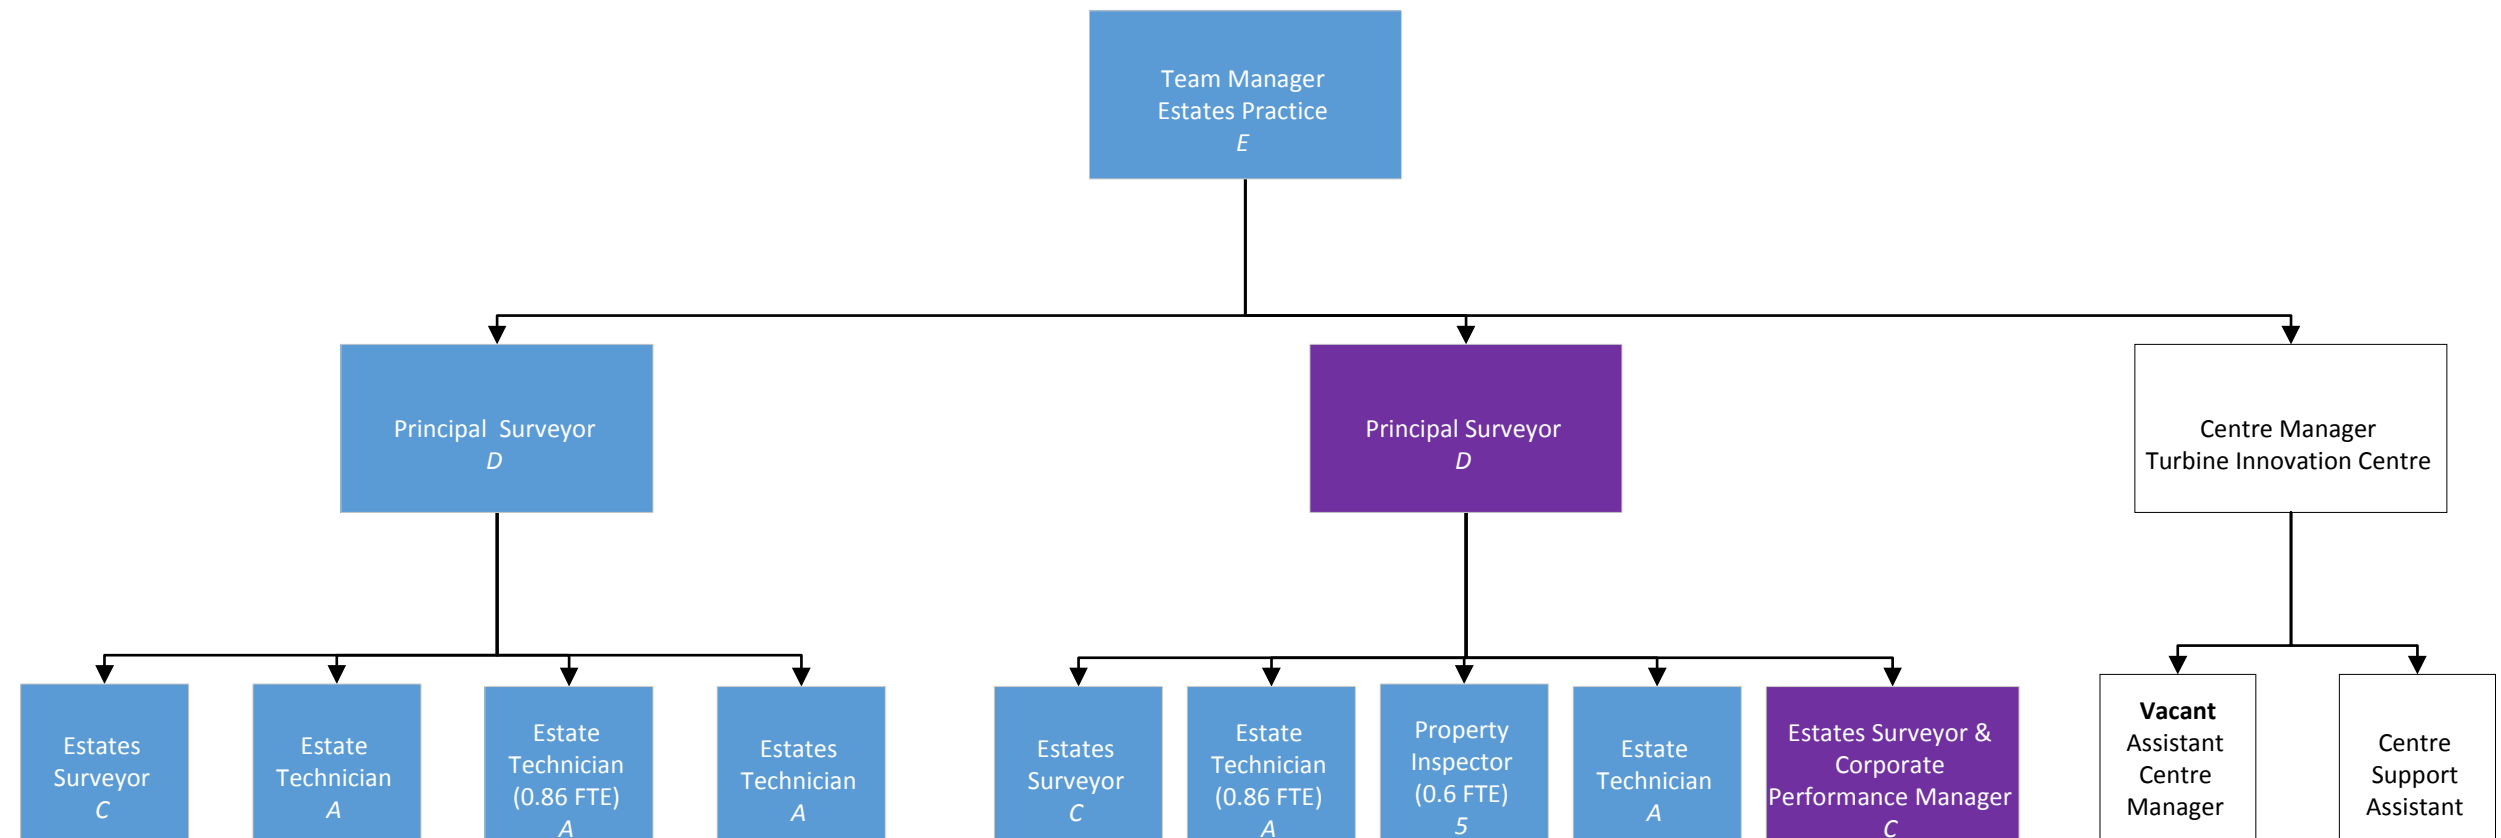 Team Manager
Estates Practice
E
Principal  Surveyor
D
Principal Surveyor
D
Centre Manager
Turbine Innovation Centre
Estates
Surveyor
C
Estate
Technician
A
Estate
Technician
(0.86 FTE)
A
Estates
Technician
A
Estates
Surveyor
C
Estate
Technician
(0.86 FTE)
A
Property
Inspector
(0.6 FTE)
5
Estate
Technician
A
Estates Surveyor &
Corporate
Performance Manager
C
Vacant
Assistant
Centre
Manager
Centre
Support
Assistant